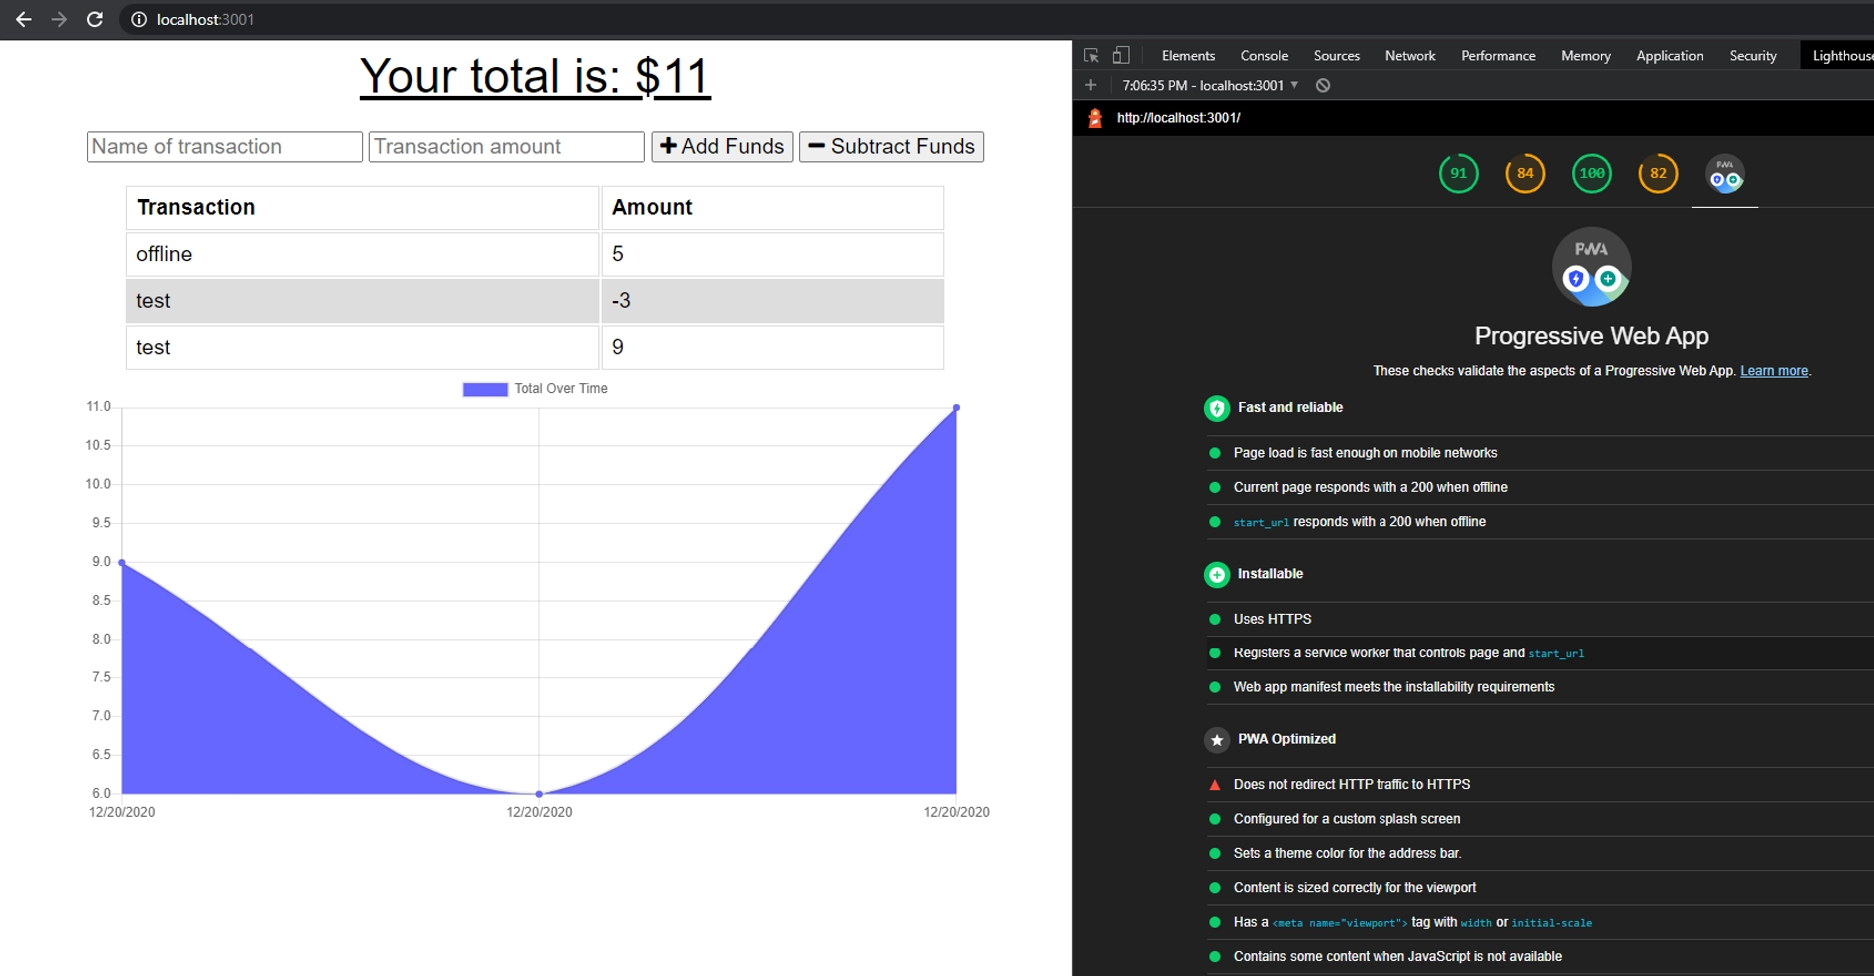 localhost:3001
Your total is: $11
Name of transaction Transaction amount Add Funds Subtract Funds
Transaction Amount
offline 5
test -3
test 9
Total Over Time
11.0
10.5
10.0
9.5
9.0
8.5
8.0
7.5
7.0
6.5
6.0
12/20/2020 12/20/2020 12/20/2020
Elements Console Sources Network Performance Memory Application Security Lighthouse
7:06:35 PM - localhost:3001
http://localhost:3001/
91 84 100 82 PWA
PWA
Progressive Web App
These checks validate the aspects of a Progressive Web App. Learn more.
Fast and reliable
Page load is fast enough on mobile networks
Current page responds with a 200 when offline
start_url responds with a 200 when offline
Installable
Uses HTTPS
Registers a service worker that controls page and start_url
Web app manifest meets the installability requirements
PWA Optimized
Does not redirect HTTP traffic to HTTPS
Configured for a custom splash screen
Sets a theme color for the address bar.
Content is sized correctly for the viewport
Has a <meta name="viewport"> tag with width or initial-scale
Contains some content when JavaScript is not available